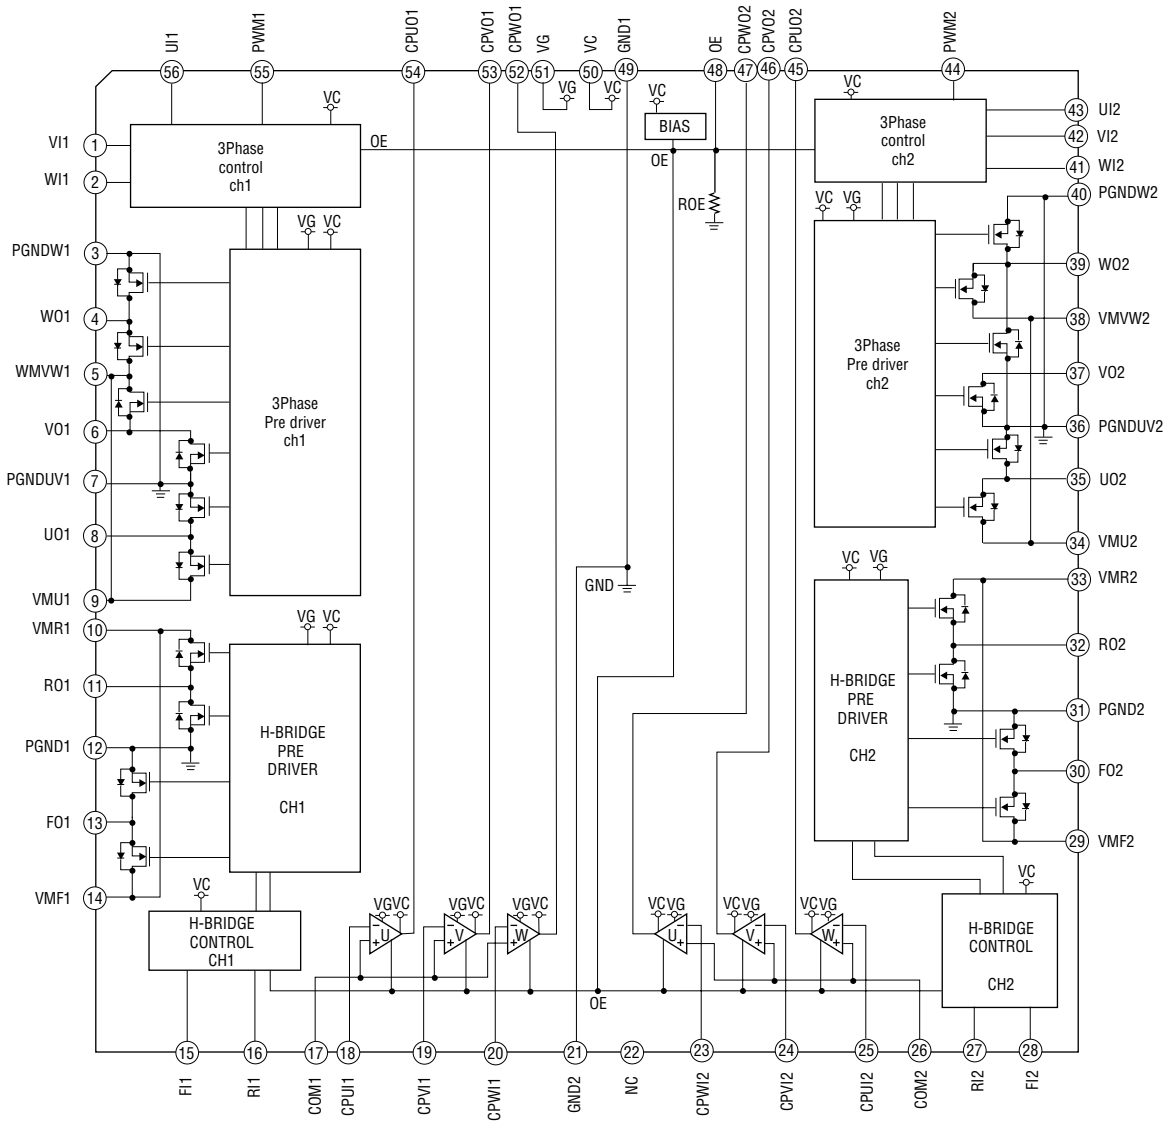 UI1
PWM1
CPUO1
CPVO1
CPWO1
VG
VC
GND1
OE
CPWO2
CPVO2
CPUO2
PWM2
56
55
54
53
52
51
50
49
48
47
46
45
44
VC
VG
VC
VC
VC
BIAS
OE
OE
ROE
3Phase
control
ch1
3Phase
control
ch2
VI1
1
WI1
2
PGNDW1
3
WO1
4
WMVW1
5
VO1
6
PGNDUV1
7
UO1
8
VMU1
9
VMR1
10
RO1
11
PGND1
12
FO1
13
VMF1
14
43
UI2
42
VI2
41
WI2
40
PGNDW2
39
WO2
38
VMVW2
37
VO2
36
PGNDUV2
35
UO2
34
VMU2
33
VMR2
32
RO2
31
PGND2
30
FO2
29
VMF2
VG VC
3Phase
Pre driver
ch1
VC VG
3Phase
Pre driver
ch2
GND
VG VC
H-BRIDGE
PRE
DRIVER
CH1
VC VG
H-BRIDGE
PRE
DRIVER
CH2
VC
H-BRIDGE
CONTROL
CH1
VC
H-BRIDGE
CONTROL
CH2
VGVC
U
− +
VGVC
V
− +
VGVC
W
− +
VCVG
U
− +
VCVG
V
− +
VCVG
W
− +
OE
15
16
17
18
19
20
21
22
23
24
25
26
27
28
FI1
RI1
COM1
CPUI1
CPVI1
CPWI1
GND2
NC
CPWI2
CPVI2
CPUI2
COM2
RI2
FI2